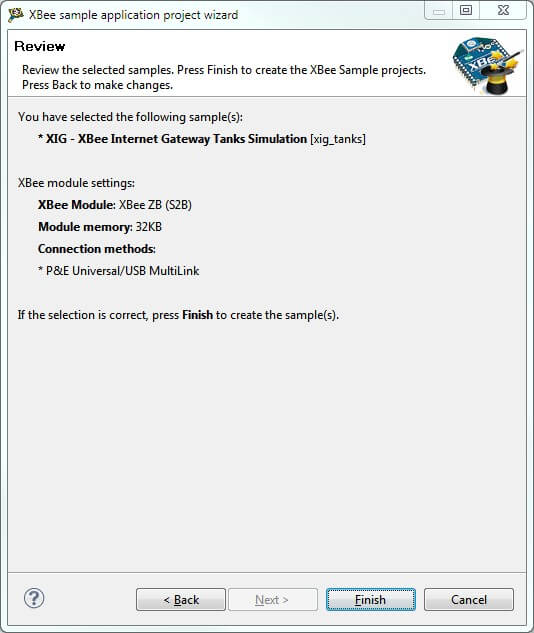 XBee sample application project wizard
Review
Review the selected samples. Press Finish to create the XBee Sample projects.
Press Back to make changes.
XBee
You have selected the following sample(s):
* XIG - XBee Internet Gateway Tanks Simulation [xig_tanks]
XBee module settings:
XBee Module: XBee ZB (S2B)
Module memory: 32KB
Connection methods:
* P&E Universal/USB MultiLink
If the selection is correct, press Finish to create the sample(s).
? < Back Next > Finish Cancel